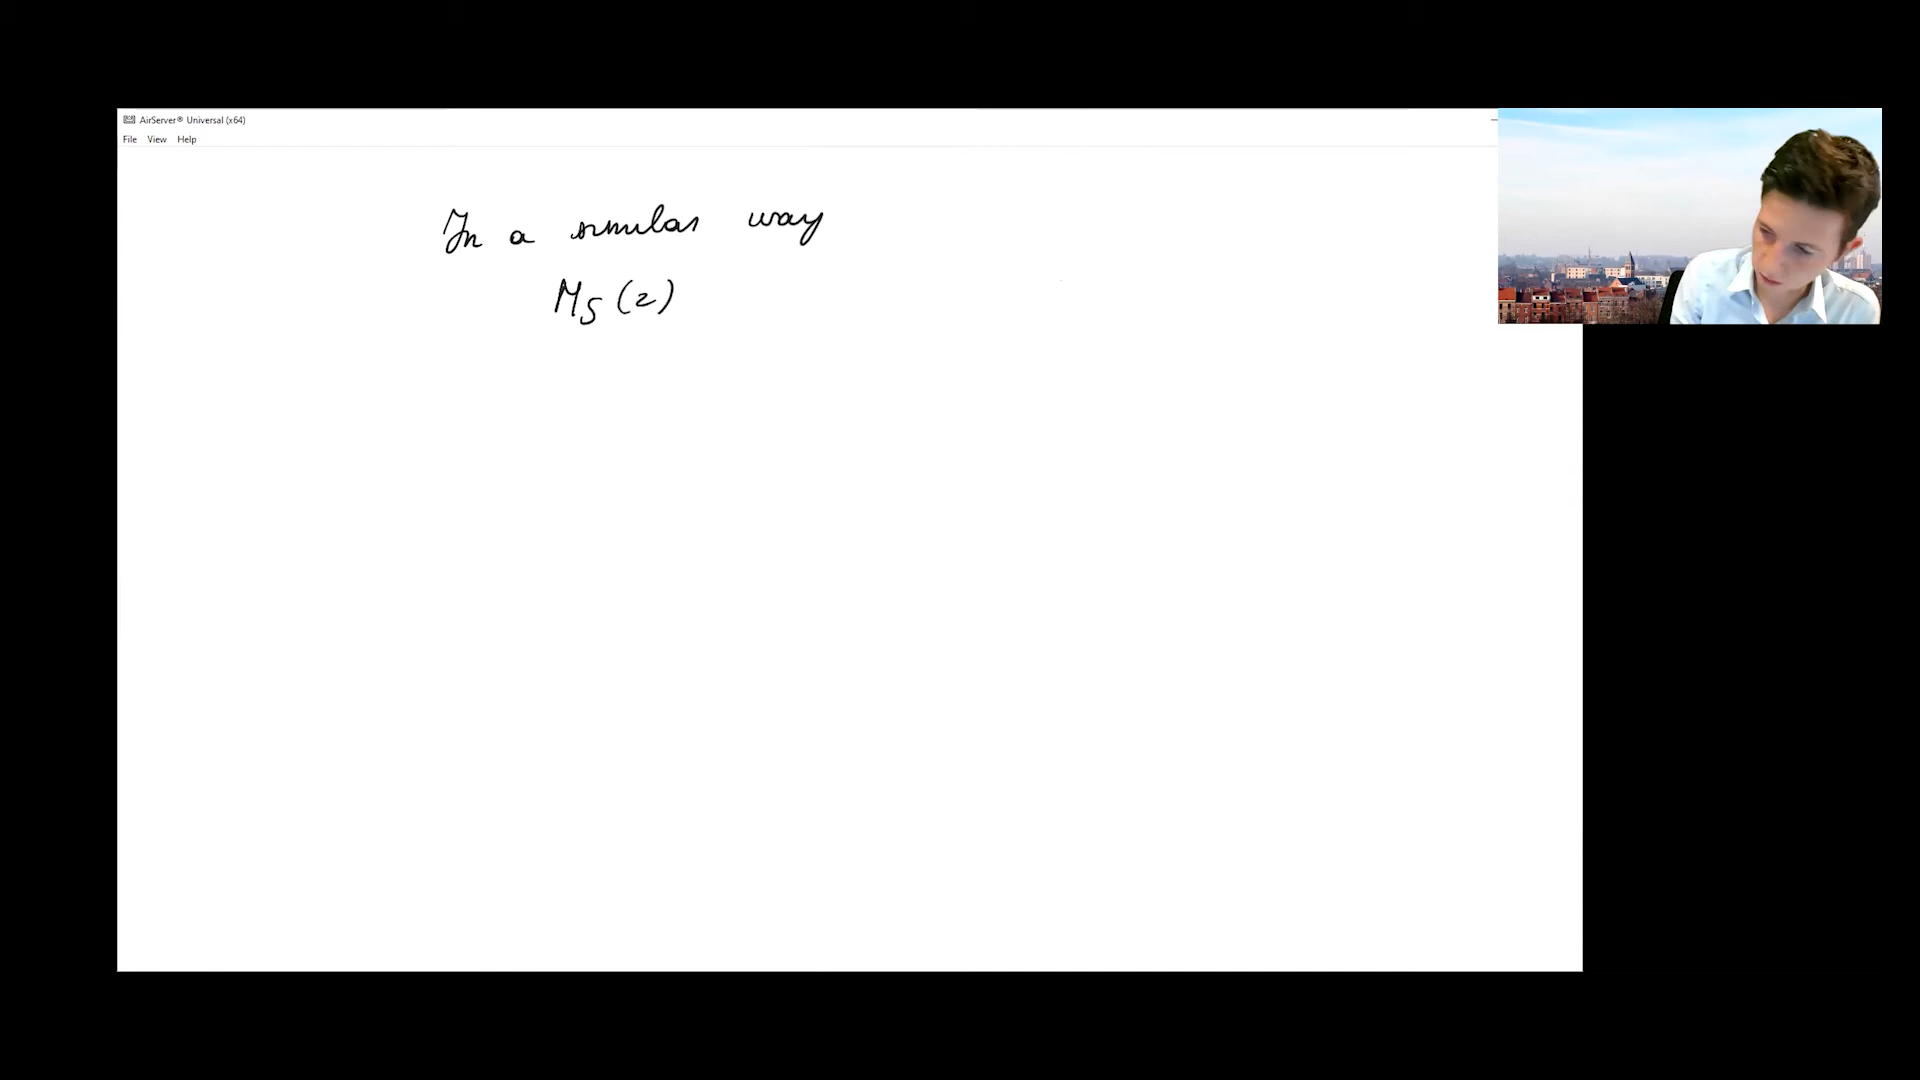 AirServer® Universal (x64)
File View Help
In a similar way
M_S (z)